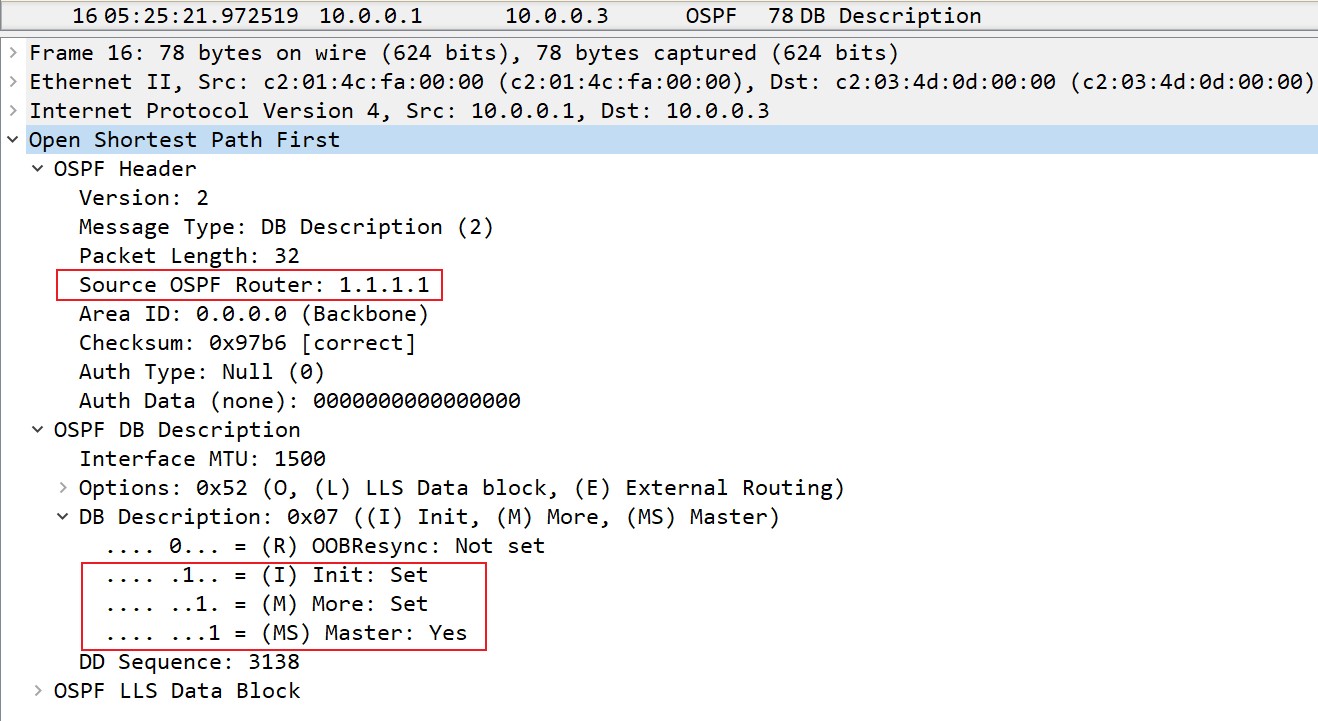 16 05:25:21.972519 10.0.0.1 10.0.0.3 OSPF 78 DB Description
Frame 16: 78 bytes on wire (624 bits), 78 bytes captured (624 bits)
Ethernet II, Src: c2:01:4c:fa:00:00 (c2:01:4c:fa:00:00), Dst: c2:03:4d:0d:00:00 (c2:03:4d:0d:00:00)
Internet Protocol Version 4, Src: 10.0.0.1, Dst: 10.0.0.3
Open Shortest Path First
OSPF Header
Version: 2
Message Type: DB Description (2)
Packet Length: 32
Source OSPF Router: 1.1.1.1
Area ID: 0.0.0.0 (Backbone)
Checksum: 0x97b6 [correct]
Auth Type: Null (0)
Auth Data (none): 0000000000000000
OSPF DB Description
Interface MTU: 1500
Options: 0x52 (O, (L) LLS Data block, (E) External Routing)
DB Description: 0x07 ((I) Init, (M) More, (MS) Master)
.... 0... = (R) OOBResync: Not set
.... .1.. = (I) Init: Set
.... ..1. = (M) More: Set
.... ...1 = (MS) Master: Yes
DD Sequence: 3138
OSPF LLS Data Block